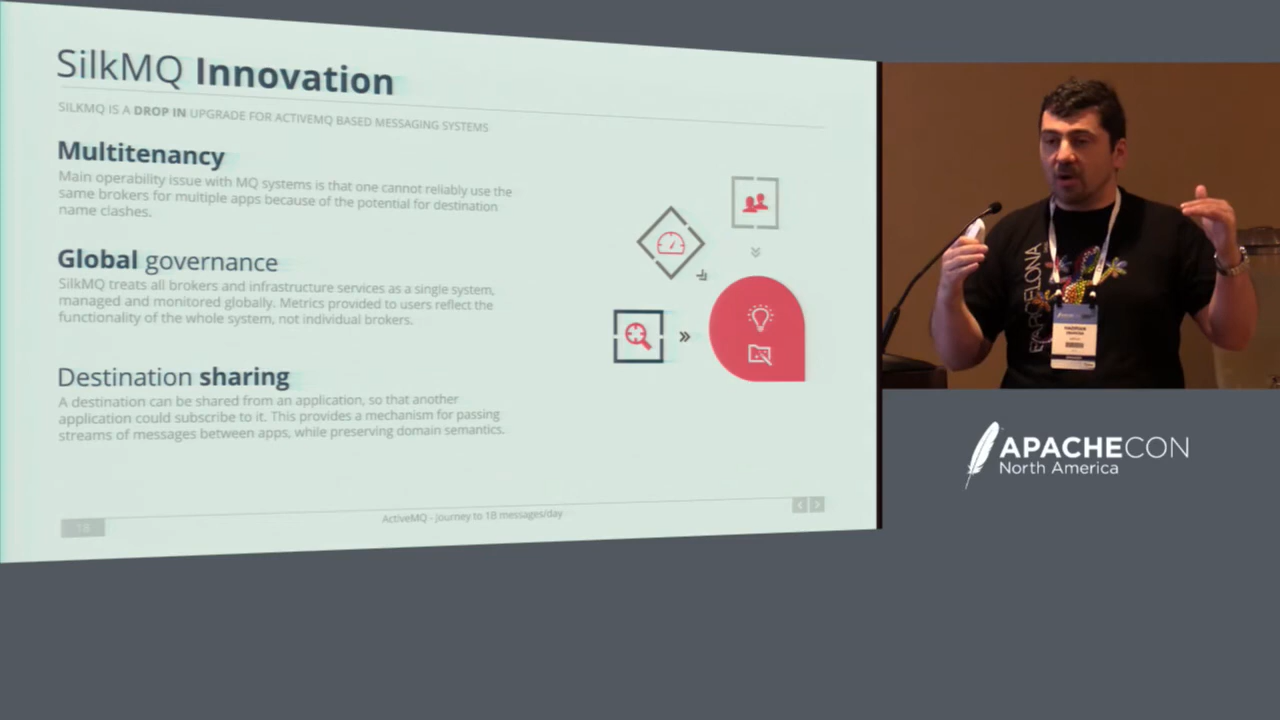 SilkMQ Innovation
SILKMQ IS A DROP IN UPGRADE FOR ACTIVEMQ BASED MESSAGING SYSTEMS
Multitenancy
Main operability issue with MQ systems is that one cannot reliably use the
same brokers for multiple apps because of the potential for destination
name clashes.
Global governance
SilkMQ treats all brokers and infrastructure services as a single system,
managed and monitored globally. Metrics provided to users reflect the
functionality of the whole system, not individual brokers.
Destination sharing
A destination can be shared from an application, so that another
application could subscribe to it. This provides a mechanism for passing
streams of messages between apps, while preserving domain semantics.
18
ActiveMQ - journey to 1B messages/day
BARCELONA
APACHECON
North America